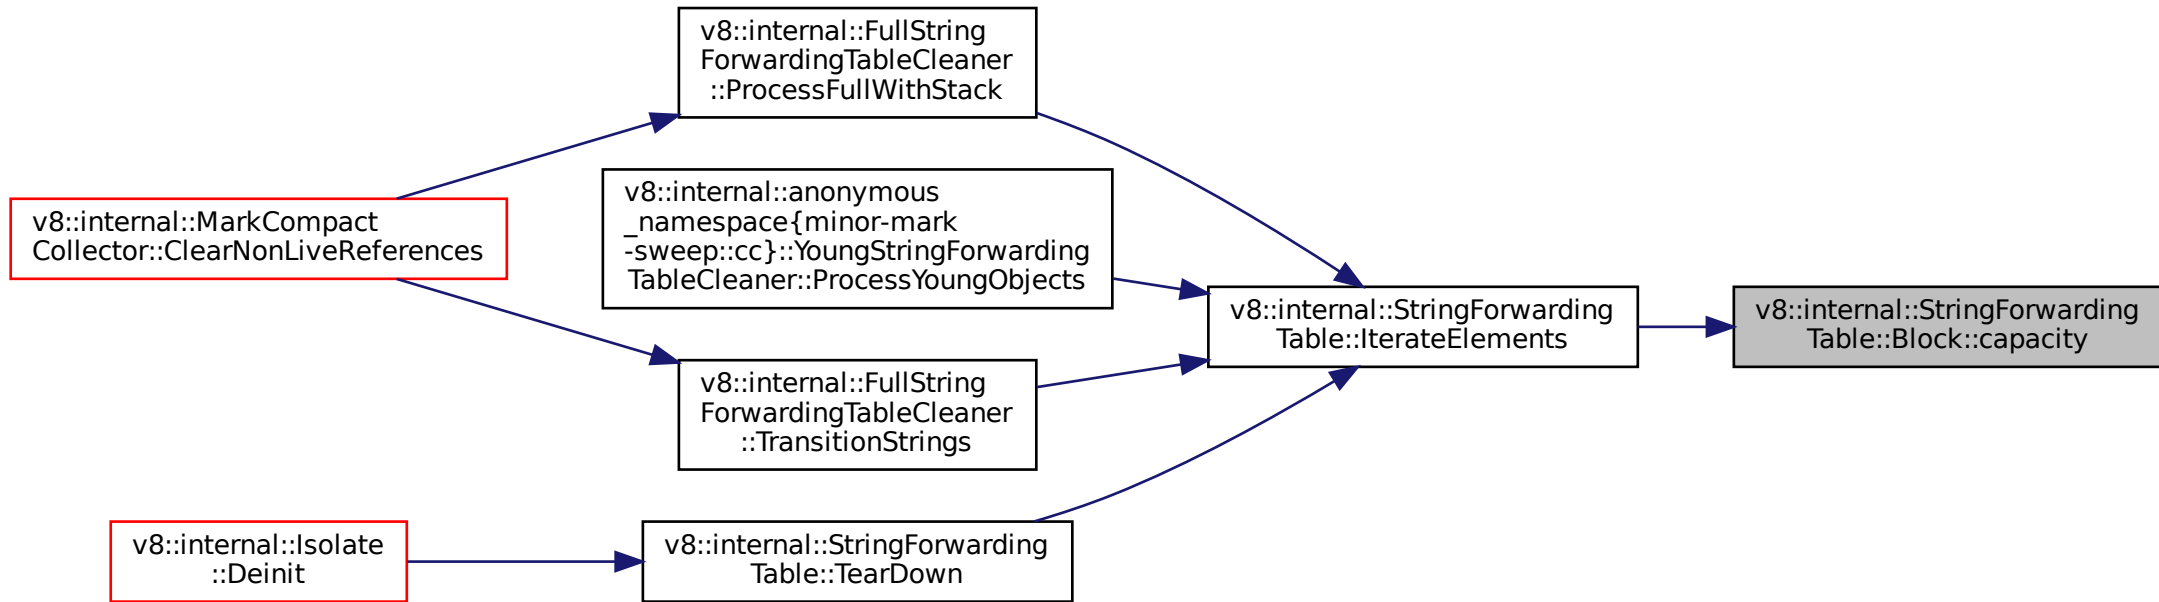 v8::internal::FullString
ForwardingTableCleaner
::ProcessFullWithStack
v8::internal::anonymous
_namespace{minor-mark
-sweep::cc}::YoungStringForwarding
TableCleaner::ProcessYoungObjects
v8::internal::MarkCompact
Collector::ClearNonLiveReferences
v8::internal::StringForwarding
Table::IterateElements
v8::internal::StringForwarding
Table::Block::capacity
v8::internal::FullString
ForwardingTableCleaner
::TransitionStrings
v8::internal::Isolate
::Deinit
v8::internal::StringForwarding
Table::TearDown